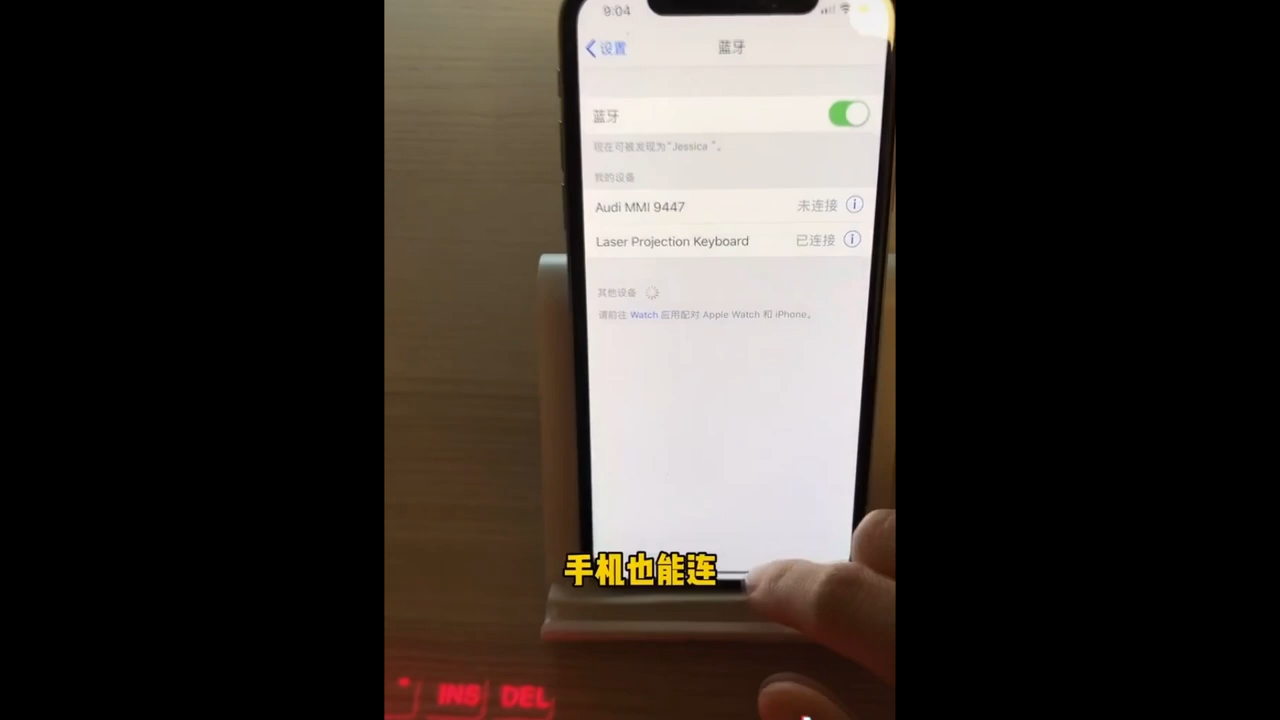 9:04
设置
蓝牙
蓝牙
现在可被发现为“Jessica ”。
我的设备
Audi MMI 9447 未连接
Laser Projection Keyboard 已连接
其他设备
请前往 Watch 应用配对 Apple Watch 和 iPhone。
手机也能连
INS DEL